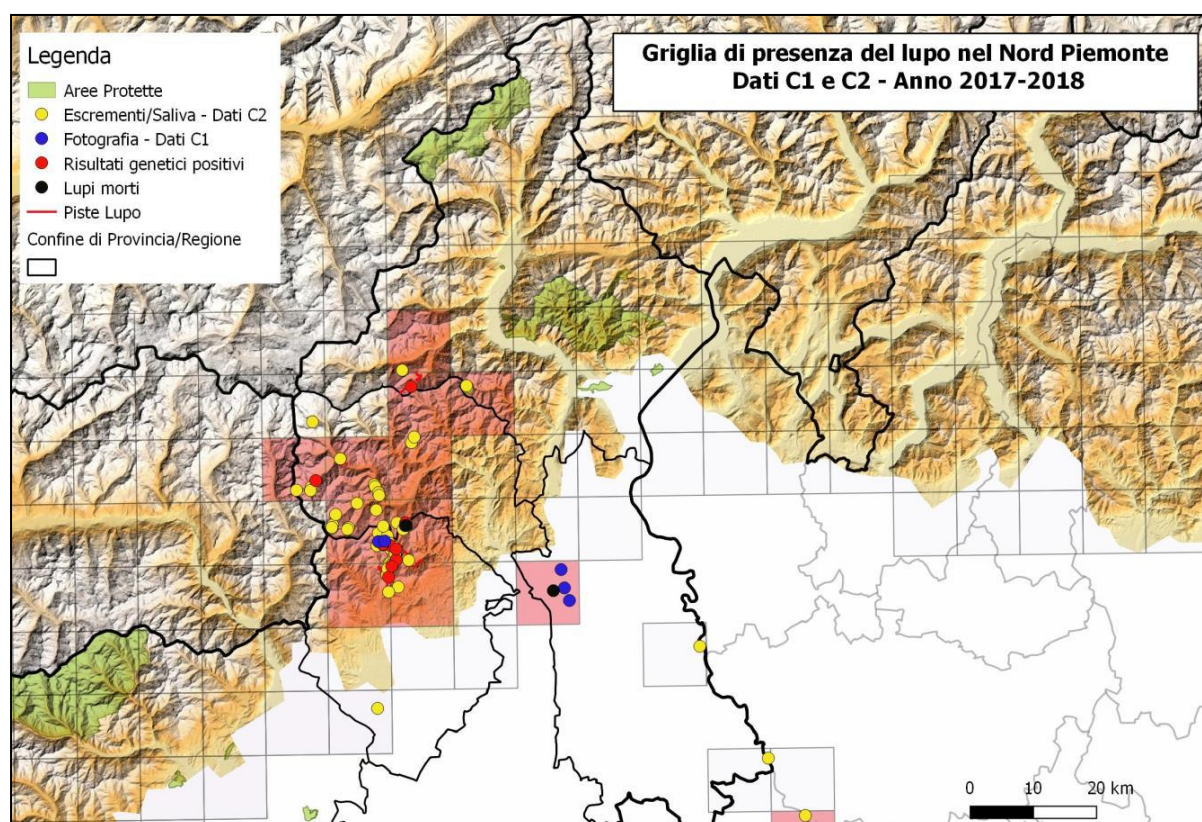 Legenda
Aree Protette
Escrementi/Saliva - Dati C2
Fotografia - Dati C1
Risultati genetici positivi
Lupi morti
Piste Lupo
Confine di Provincia/Regione
Griglia di presenza del lupo nel Nord Piemonte
Dati C1 e C2 - Anno 2017-2018
0 10 20 km